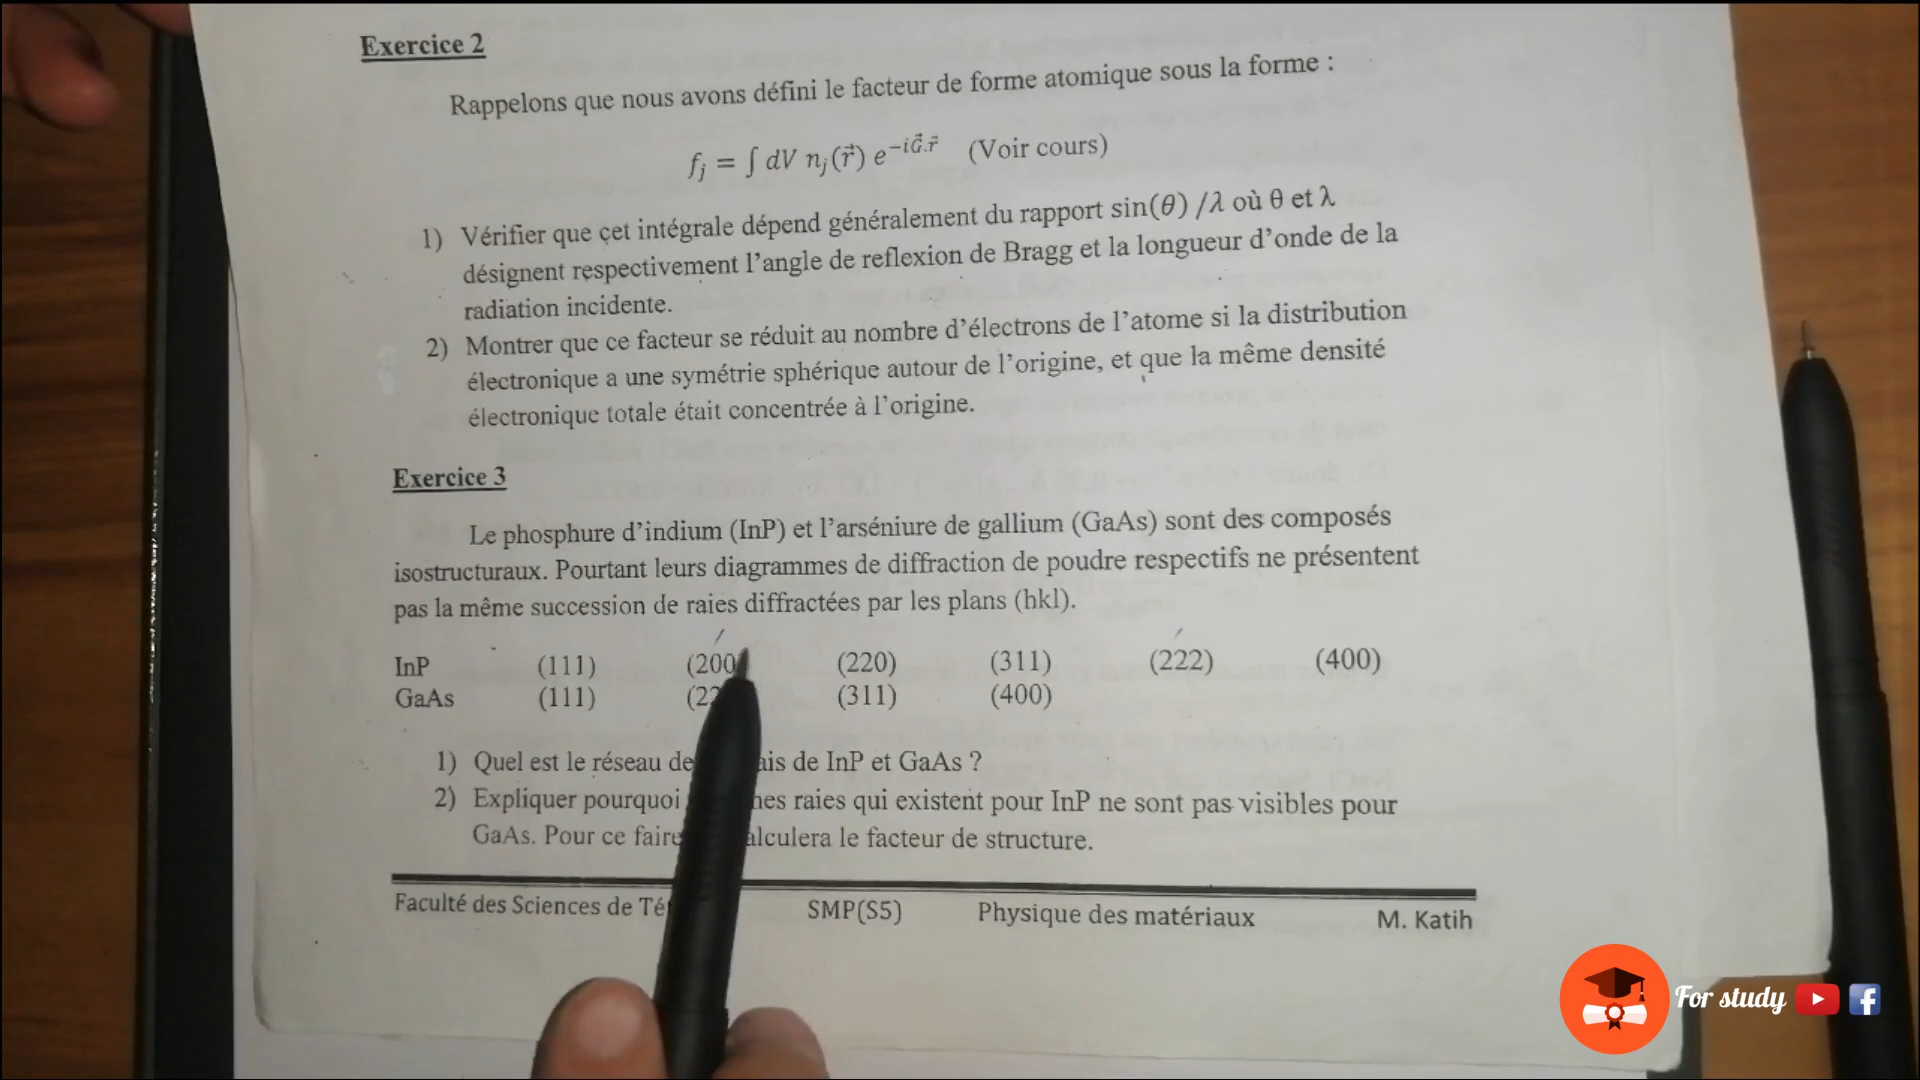 Exercice 2
Rappelons que nous avons défini le facteur de forme atomique sous la forme :
f_j = ∫ dV n_j(r⃗) e^{-iG⃗.r⃗} (Voir cours)
1) Vérifier que cet intégrale dépend généralement du rapport sin(θ) /λ où θ et λ
désignent respectivement l'angle de reflexion de Bragg et la longueur d'onde de la
radiation incidente.
2) Montrer que ce facteur se réduit au nombre d'électrons de l'atome si la distribution
électronique a une symétrie sphérique autour de l'origine, et que la même densité
électronique totale était concentrée à l'origine.
Exercice 3
Le phosphure d'indium (InP) et l'arséniure de gallium (GaAs) sont des composés
isostructuraux. Pourtant leurs diagrammes de diffraction de poudre respectifs ne présentent
pas la même succession de raies diffractées par les plans (hkl).
InP (111) (200 (220) (311) (222) (400)
GaAs (111) (311) (400)
1) Quel est le réseau de ais de InP et GaAs ?
2) Expliquer pourquoi nes raies qui existent pour InP ne sont pas visibles pour
GaAs. Pour ce faire alculera le facteur de structure.
Faculté des Sciences de Té SMP(S5) Physique des matériaux M. Katih
For study